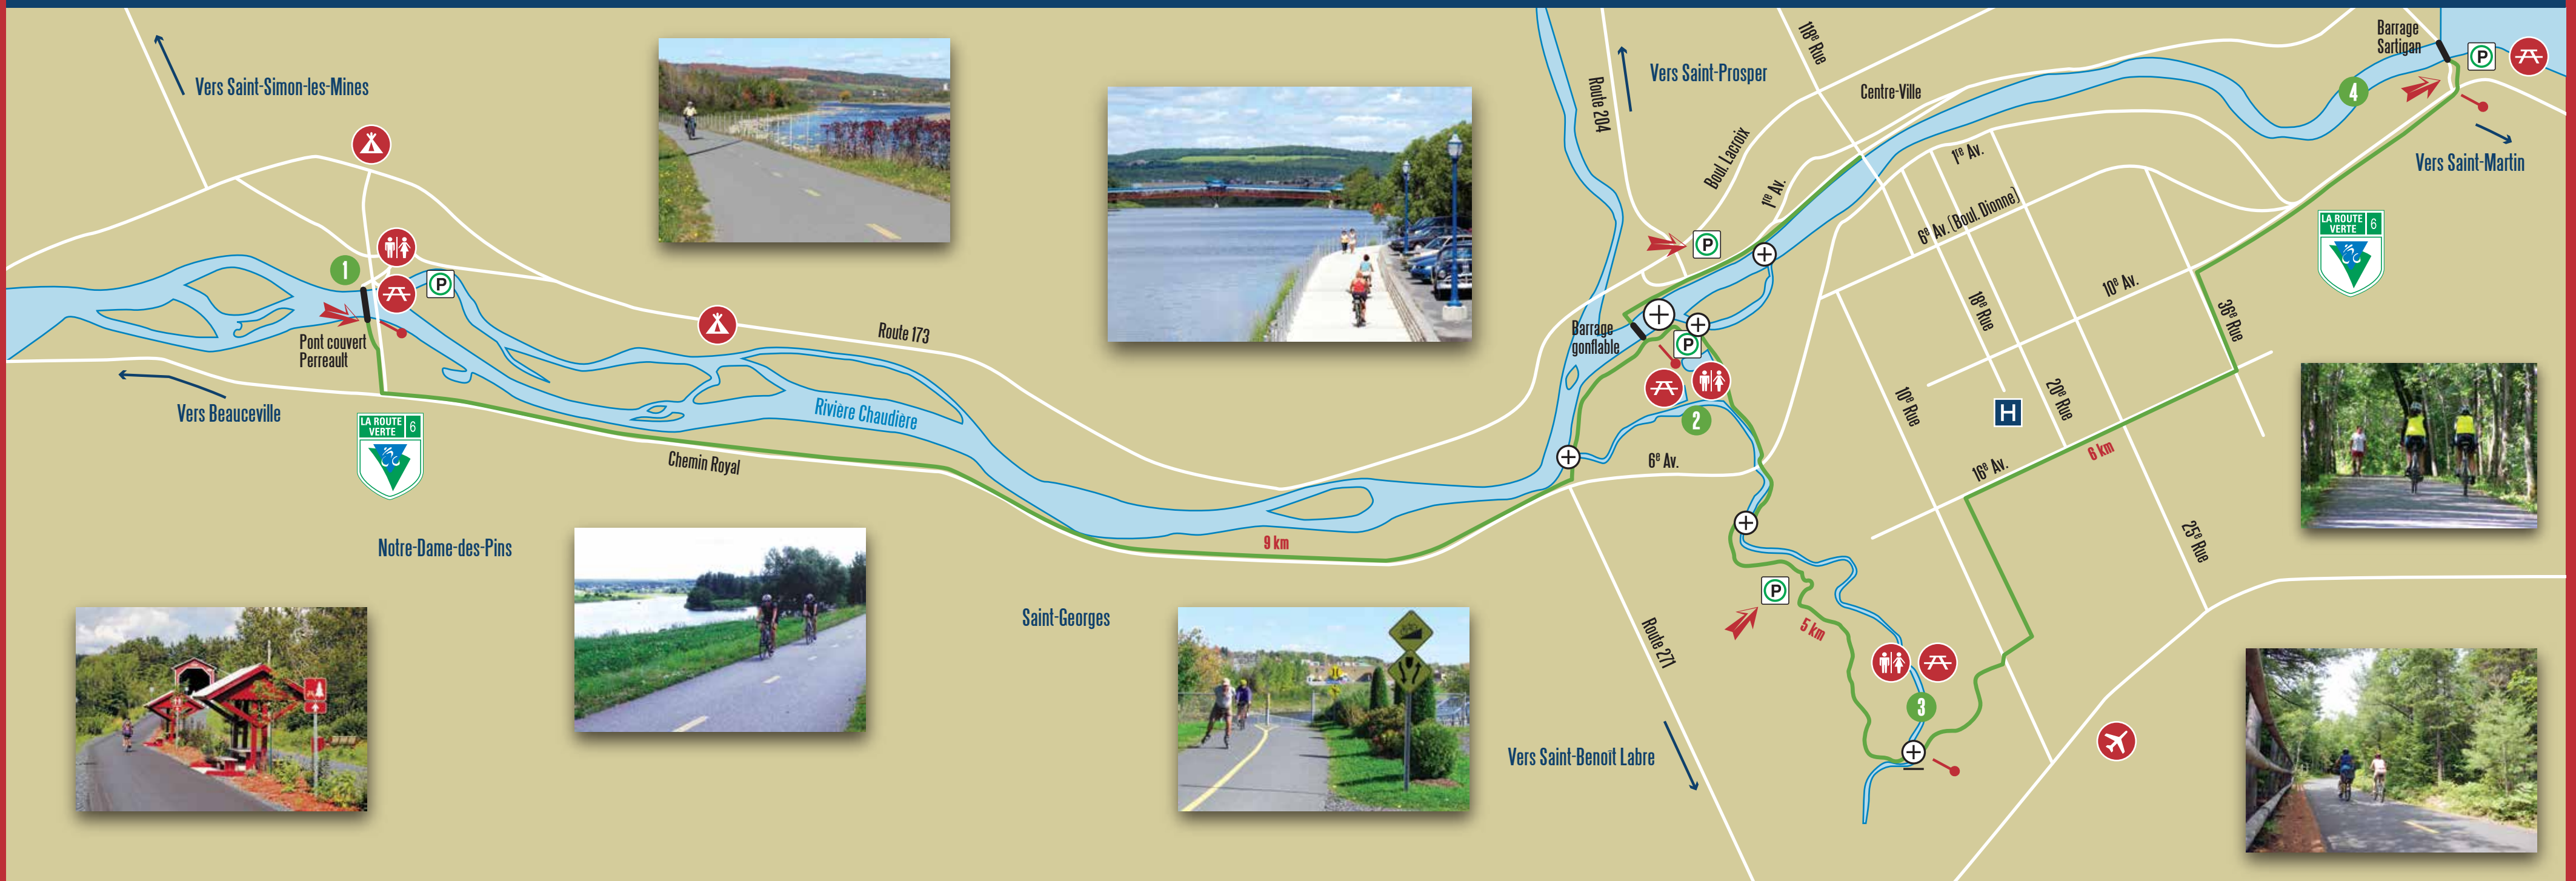 Vers Saint-Simon-les-Mines
1
P
Pont couvert
Perreault
Vers Beauceville
LA ROUTE
VERTE 6
Notre-Dame-des-Pins
Route 173
Rivière Chaudière
Chemin Royal
9 km
Saint-Georges
Route 204
Vers Saint-Prosper
118e Rue
Boul. Lacroix
1re Av.
Centre-Ville
P
Barrage
gonflable
P
2
6e Av.
1re Av.
6e Av. (Boul. Dionne)
10e Av.
10e Rue
18e Rue
20e Rue
36e Rue
H
16e Av.
6 km
25e Rue
P
5 km
3
Route 271
Vers Saint-Benoît Labre
Barrage
Sartigan
P
4
Vers Saint-Martin
LA ROUTE
VERTE 6